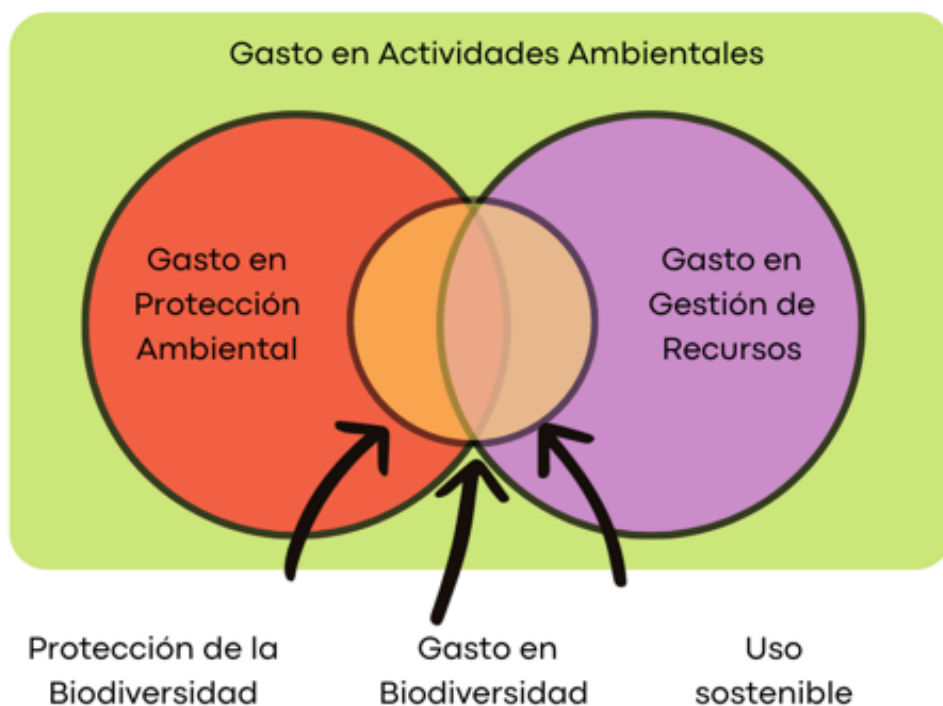 Gasto en Actividades Ambientales
Gasto en
Protección
Ambiental
Gasto en
Gestión de
Recursos
Protección de la
Biodiversidad
Gasto en
Biodiversidad
Uso
sostenible